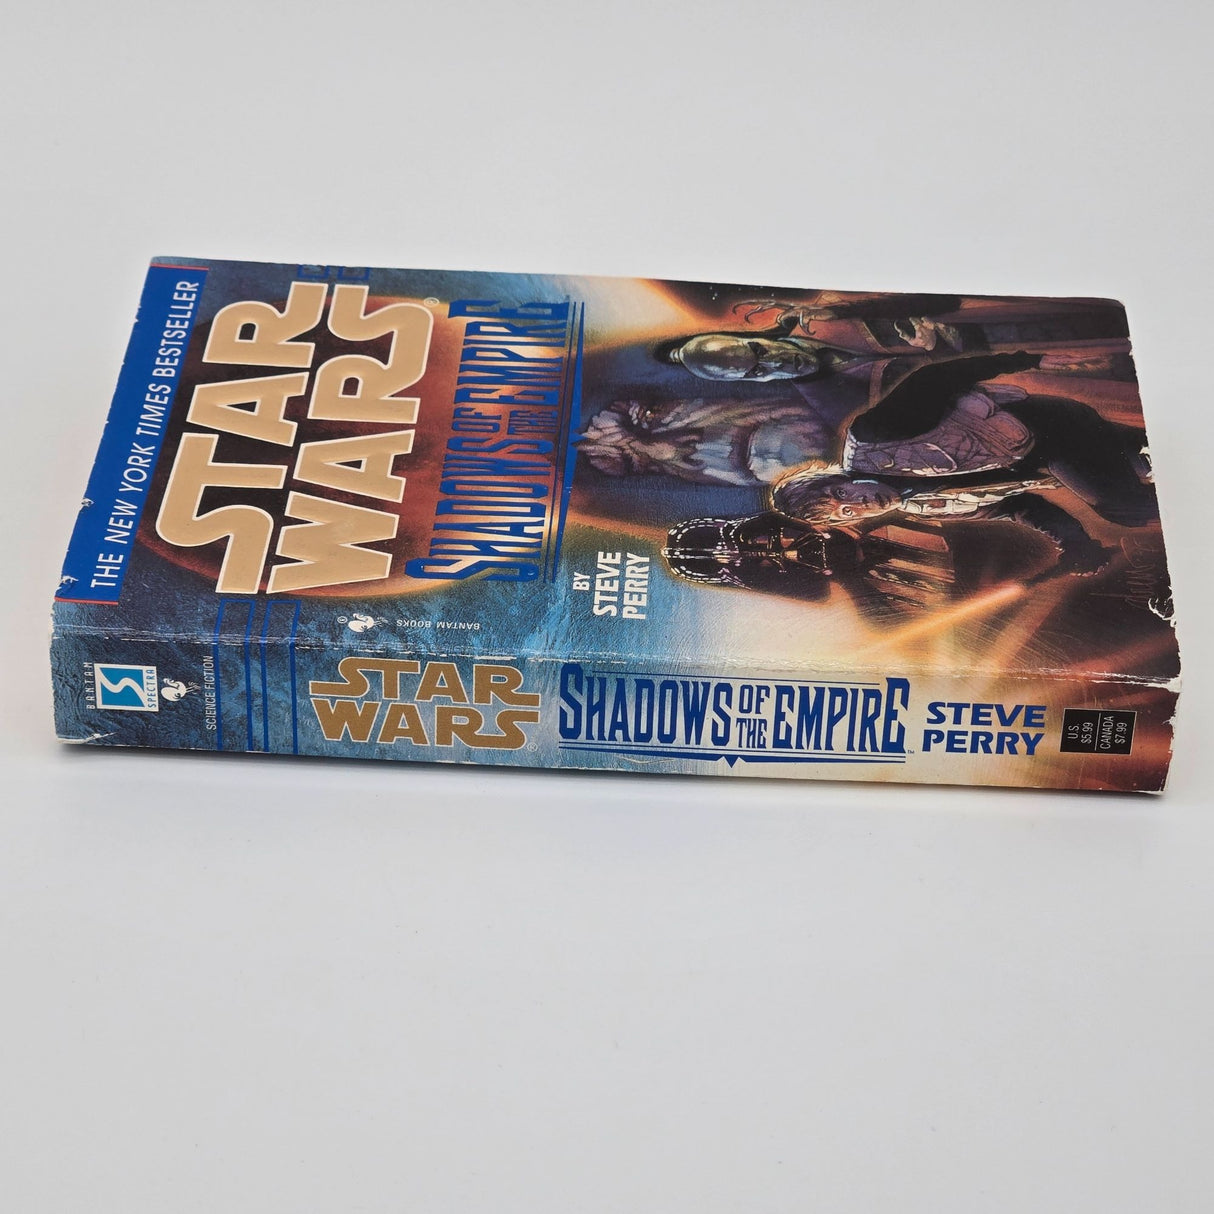 THE NEW YORK TIMES BESTSELLER
STAR
WARS®
SHADOWS OF THE EMPIRE
BY
STEVE
PERRY
BANTAM BOOKS
BANTAM
S
SPECTRA
SCIENCE FICTION
STAR
WARS®
SHADOWS OF THE EMPIRE™
STEVE
PERRY
U.S.
$5.99
CANADA
$7.99